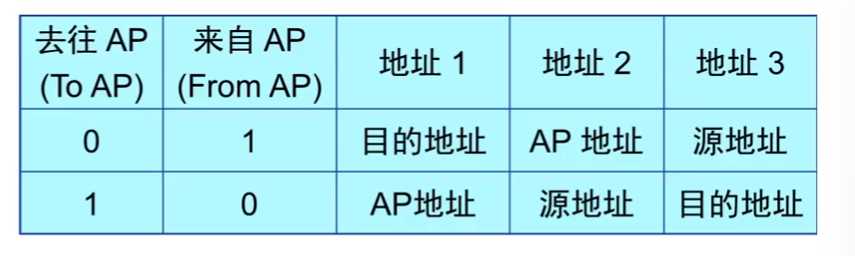 去往 AP (To AP) 来自 AP (From AP) 地址 1 地址 2 地址 3
0 1 目的地址 AP 地址 源地址
1 0 AP地址 源地址 目的地址